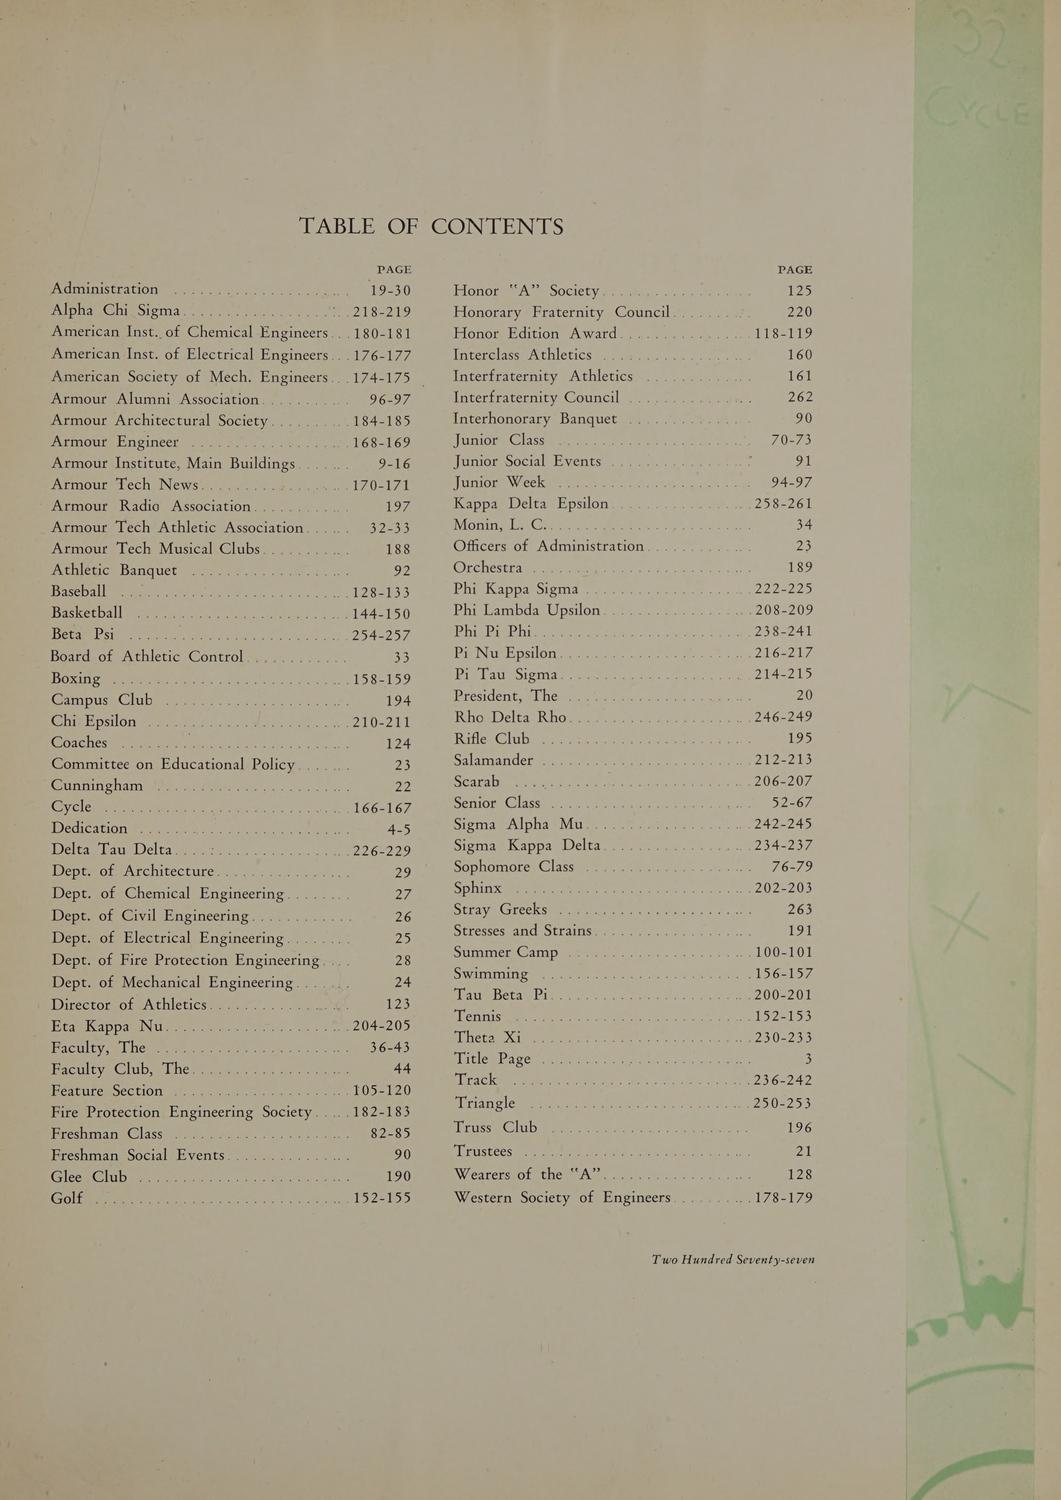 32
CYCLE
TABLE OF CONTENTS
PAGE
Administration . . . 19-30
Alpha Chi Sigma . . . 218-219
American Inst. of Chemical Engineers . . . 180-181
American Inst. of Electrical Engineers . . . 176-177
American Society of Mech. Engineers . . . 174-175
Armour Alumni Association . . . 96-97
Armour Architectural Society . . . 184-185
Armour Engineer . . . 168-169
Armour Institute, Main Buildings . . . 9-16
Armour Tech News . . . 170-171
Armour Radio Association . . . 197
Armour Tech Athletic Association . . . 32-33
Armour Tech Musical Clubs . . . 188
Athletic Banquet . . . 92
Baseball . . . 128-133
Basketball . . . 144-150
Beta Psi . . . 254-257
Board of Athletic Control . . . 33
Boxing . . . 158-159
Campus Club . . . 194
Chi Epsilon . . . 210-211
Coaches . . . 124
Committee on Educational Policy . . . 23
Cunningham . . . 22
Cycle . . . 166-167
Dedication . . . 4-5
Delta Tau Delta . . . 226-229
Dept. of Architecture . . . 29
Dept. of Chemical Engineering . . . 27
Dept. of Civil Engineering . . . 26
Dept. of Electrical Engineering . . . 25
Dept. of Fire Protection Engineering . . . 28
Dept. of Mechanical Engineering . . . 24
Director of Athletics . . . 123
Eta Kappa Nu . . . 204-205
Faculty, The . . . 36-43
Faculty Club, The . . . 44
Feature Section . . . 105-120
Fire Protection Engineering Society . . . 182-183
Freshman Class . . . 82-85
Freshman Social Events . . . 90
Glee Club . . . 190
Golf . . . 152-155
PAGE
Honor "A" Society . . . 125
Honorary Fraternity Council . . . 220
Honor Edition Award . . . 118-119
Interclass Athletics . . . 160
Interfraternity Athletics . . . 161
Interfraternity Council . . . 262
Interhonorary Banquet . . . 90
Junior Class . . . 70-73
Junior Social Events . . . 91
Junior Week . . . 94-97
Kappa Delta Epsilon . . . 258-261
Monin, L. C. . . . 34
Officers of Administration . . . 23
Orchestra . . . 189
Phi Kappa Sigma . . . 222-225
Phi Lambda Upsilon . . . 208-209
Phi Pi Phi . . . 238-241
Pi Nu Epsilon . . . 216-217
Pi Tau Sigma . . . 214-215
President, The . . . 20
Rho Delta Rho . . . 246-249
Rifle Club . . . 195
Salamander . . . 212-213
Scarab . . . 206-207
Senior Class . . . 52-67
Sigma Alpha Mu . . . 242-245
Sigma Kappa Delta . . . 234-237
Sophomore Class . . . 76-79
Sphinx . . . 202-203
Stray Greeks . . . 263
Stresses and Strains . . . 191
Summer Camp . . . 100-101
Swimming . . . 156-157
Tau Beta Pi . . . 200-201
Tennis . . . 152-153
Theta Xi . . . 230-233
Title Page . . . 3
Track . . . 236-242
Triangle . . . 250-253
Truss Club . . . 196
Trustees . . . 21
Wearers of the "A" . . . 128
Western Society of Engineers . . . 178-179
Two Hundred Seventy-seven